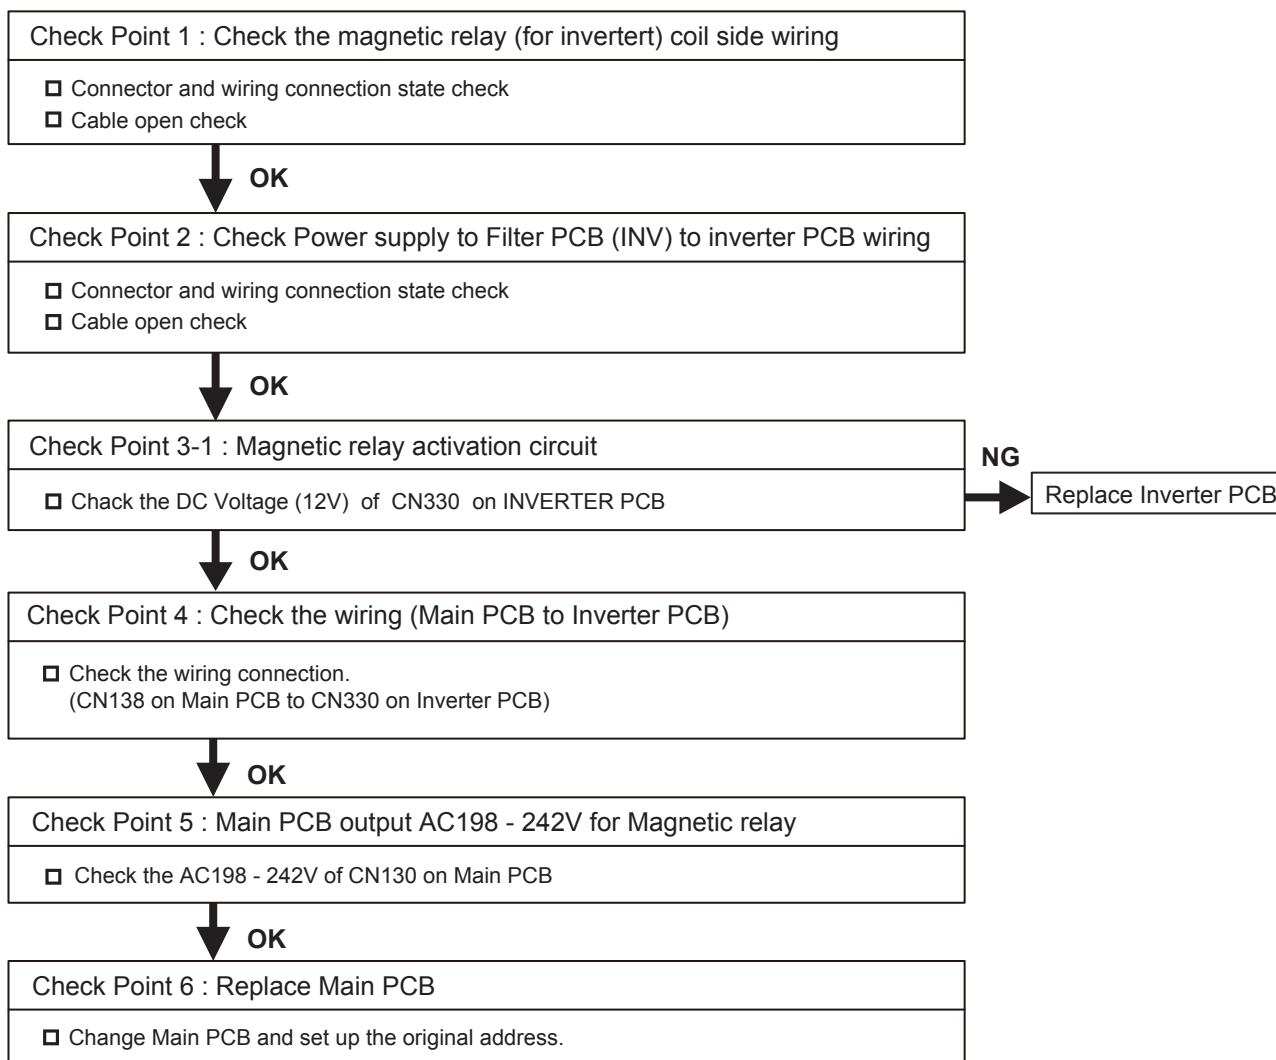 Check Point 1 : Check the magnetic relay (for invertert) coil side wiring
Connector and wiring connection state check
Cable open check
OK
Check Point 2 : Check Power supply to Filter PCB (INV) to inverter PCB wiring
Connector and wiring connection state check
Cable open check
OK
Check Point 3-1 : Magnetic relay activation circuit
Chack the DC Voltage (12V) of CN330 on INVERTER PCB
NG
Replace Inverter PCB
OK
Check Point 4 : Check the wiring (Main PCB to Inverter PCB)
Check the wiring connection.
(CN138 on Main PCB to CN330 on Inverter PCB)
OK
Check Point 5 : Main PCB output AC198 - 242V for Magnetic relay
Check the AC198 - 242V of CN130 on Main PCB
OK
Check Point 6 : Replace Main PCB
Change Main PCB and set up the original address.